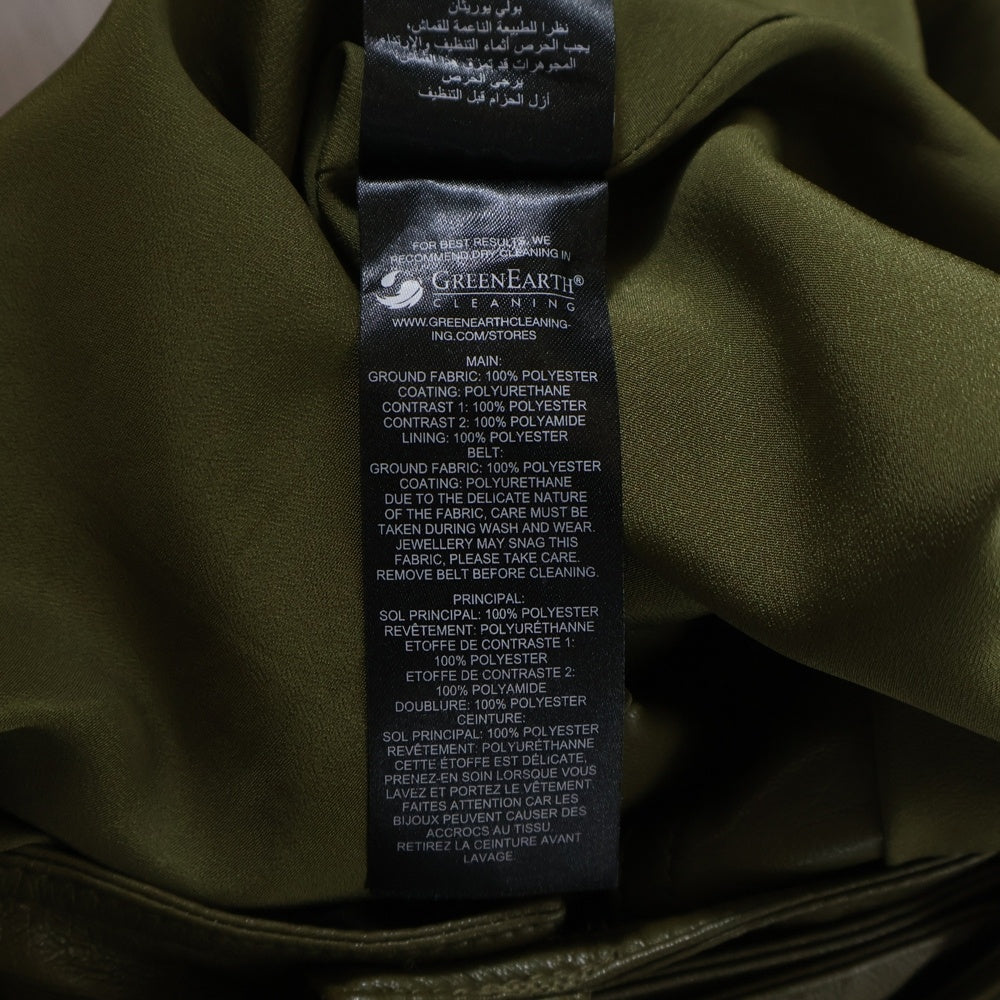 بولي يوريثان
نظرا للطبيعة الناعمة للقماش،
يجب الحرص أثناء التنظيف والإرتداء
المجوهرات قد تمزق هذا القماش
يرجى الحرص
أزل الحزام قبل التنظيف
FOR BEST RESULTS, WE
RECOMMEND DRY CLEANING IN
GREENEARTH®
CLEANING
WWW.GREENEARTHCLEANING-
ING.COM/STORES
MAIN:
GROUND FABRIC: 100% POLYESTER
COATING: POLYURETHANE
CONTRAST 1: 100% POLYESTER
CONTRAST 2: 100% POLYAMIDE
LINING: 100% POLYESTER
BELT:
GROUND FABRIC: 100% POLYESTER
COATING: POLYURETHANE
DUE TO THE DELICATE NATURE
OF THE FABRIC, CARE MUST BE
TAKEN DURING WASH AND WEAR.
JEWELLERY MAY SNAG THIS
FABRIC, PLEASE TAKE CARE.
REMOVE BELT BEFORE CLEANING.
PRINCIPAL:
SOL PRINCIPAL: 100% POLYESTER
REVÊTEMENT: POLYURÉTHANNE
ETOFFE DE CONTRASTE 1:
100% POLYESTER
ETOFFE DE CONTRASTE 2:
100% POLYAMIDE
DOUBLURE: 100% POLYESTER
CEINTURE:
SOL PRINCIPAL: 100% POLYESTER
REVÊTEMENT: POLYURÉTHANNE
CETTE ÉTOFFE EST DÉLICATE,
PRENEZ-EN SOIN LORSQUE VOUS
LAVEZ ET PORTEZ LE VÊTEMENT.
FAITES ATTENTION CAR LES
BIJOUX PEUVENT CAUSER DES
ACCROCS AU TISSU.
RETIREZ LA CEINTURE AVANT
LAVAGE.